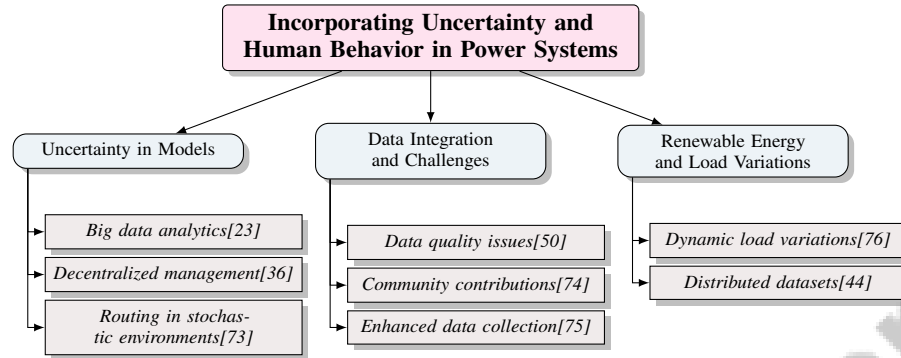 Incorporating Uncertainty and
Human Behavior in Power Systems
Uncertainty in Models
Big data analytics[23]
Decentralized management[36]
Routing in stochas-
tic environments[73]
Data Integration
and Challenges
Data quality issues[50]
Community contributions[74]
Enhanced data collection[75]
Renewable Energy
and Load Variations
Dynamic load variations[76]
Distributed datasets[44]